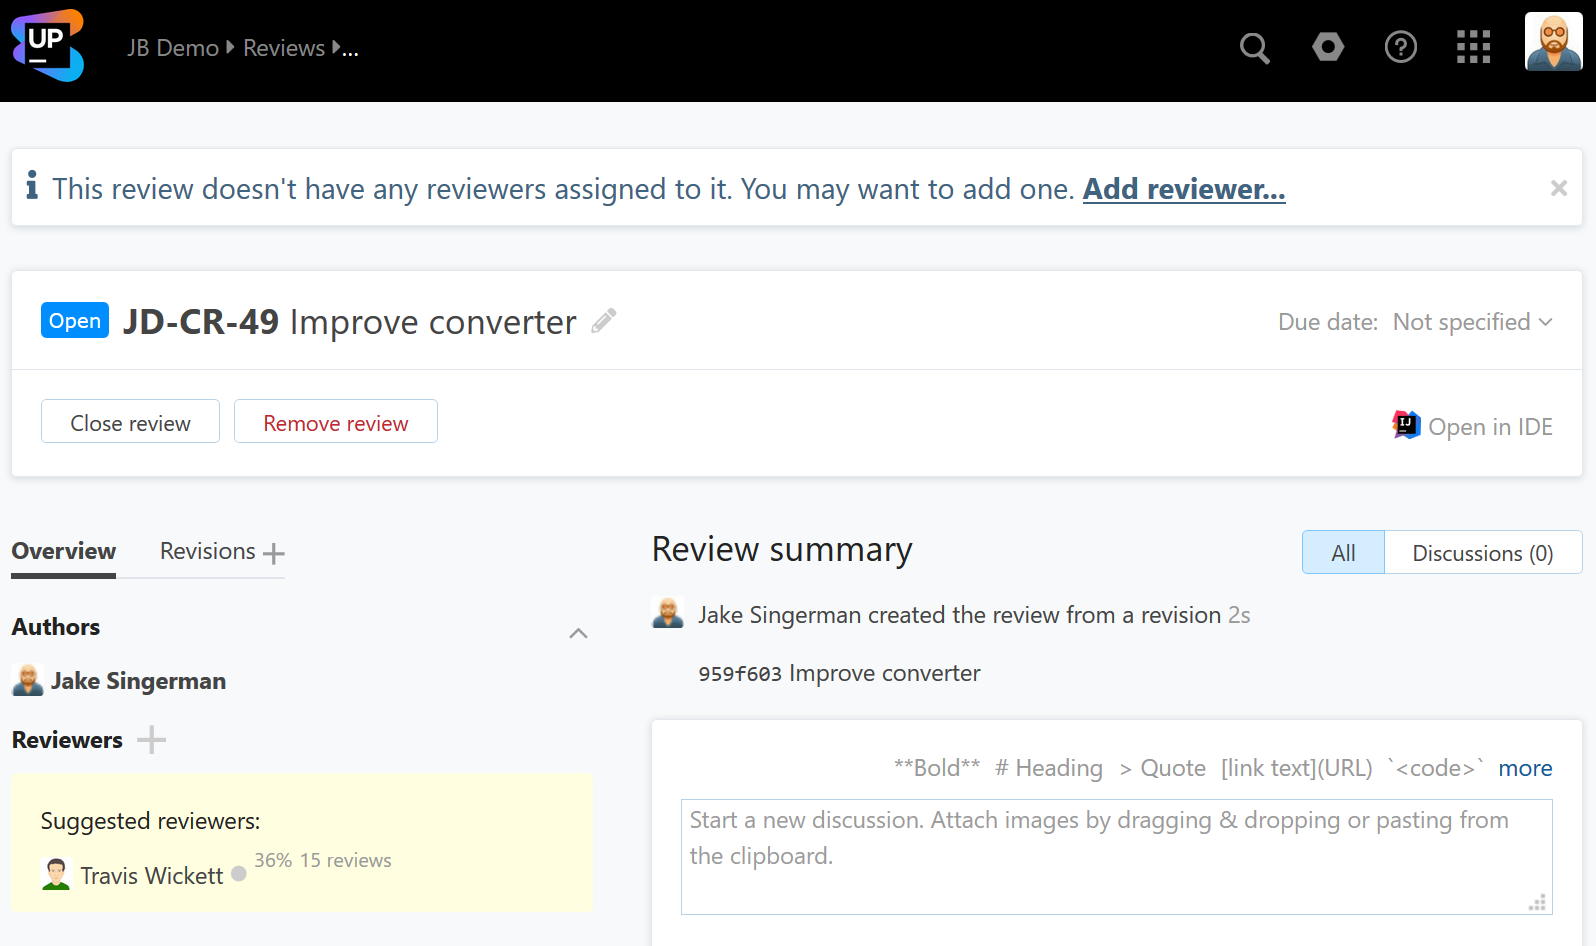 UP
JB Demo Reviews ...
This review doesn't have any reviewers assigned to it. You may want to add one. Add reviewer...
Open JD-CR-49 Improve converter
Due date: Not specified
Close review Remove review
IJ Open in IDE
Overview Revisions
Authors
Jake Singerman
Reviewers
Suggested reviewers:
Travis Wickett 36% 15 reviews
Review summary
All Discussions (0)
Jake Singerman created the review from a revision 2s
959f603 Improve converter
**Bold** # Heading > Quote [link text](URL) `<code>` more
Start a new discussion. Attach images by dragging & dropping or pasting from
the clipboard.